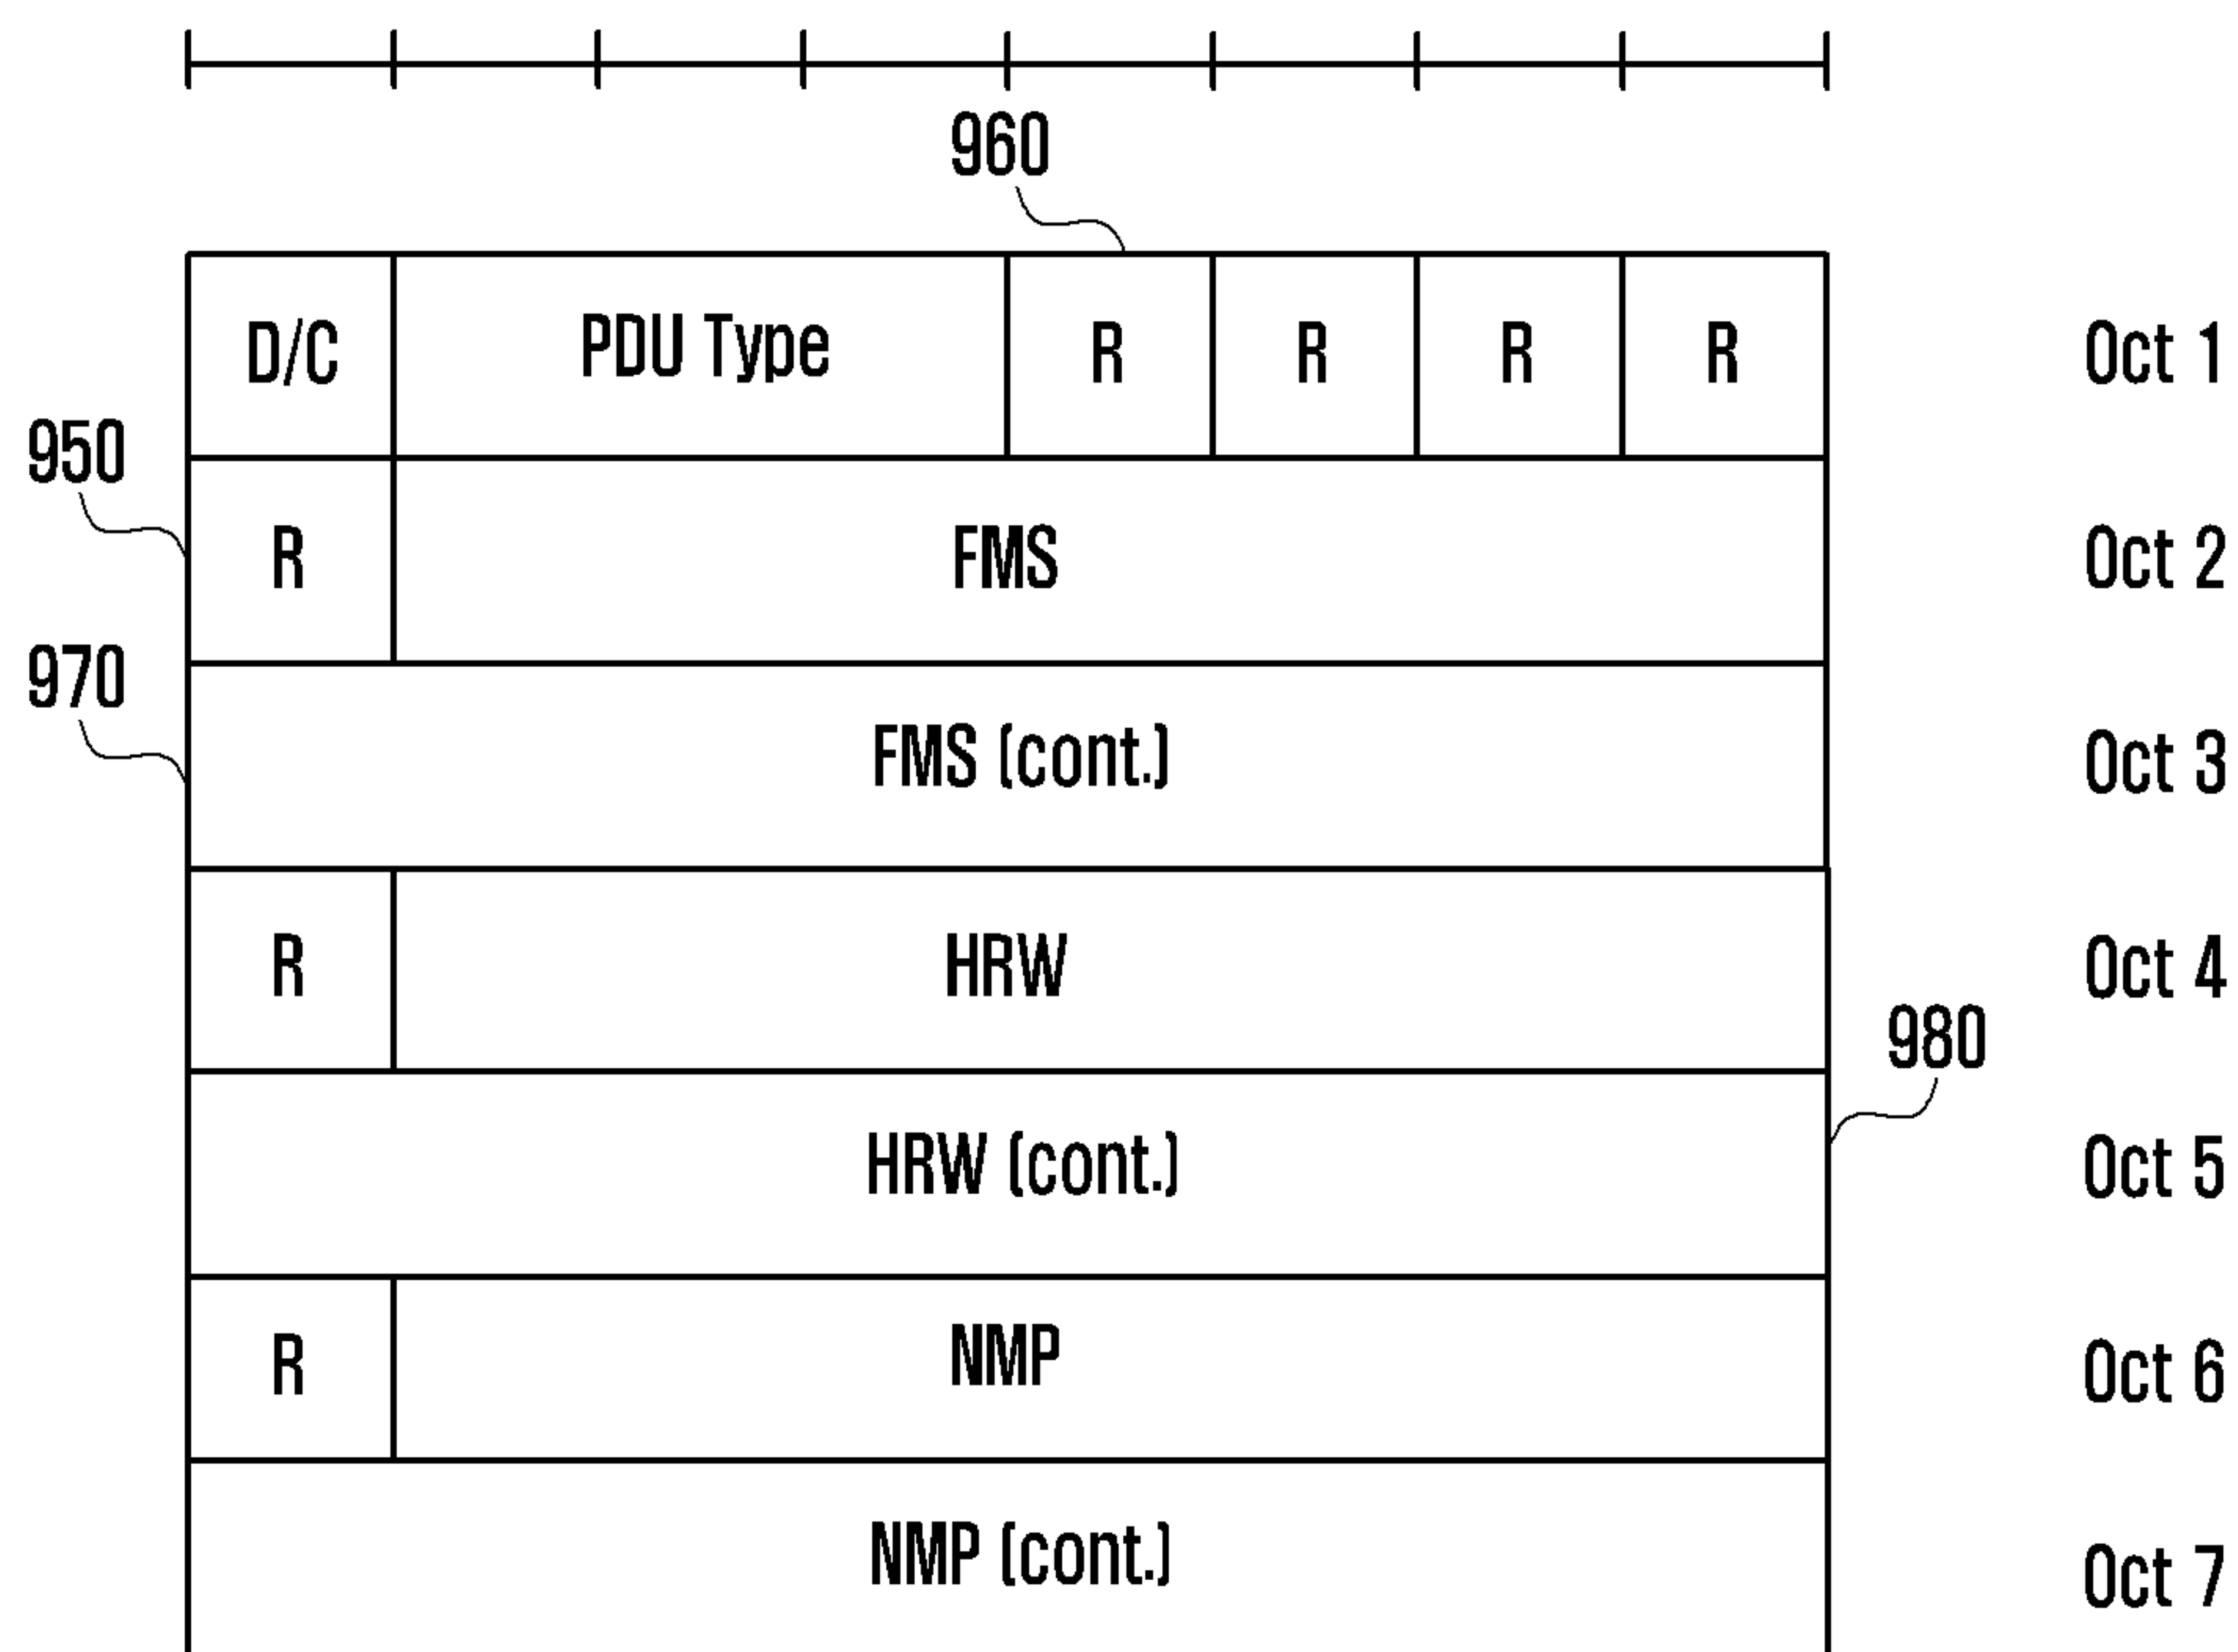 960
D/C PDU Type R R R R Oct 1
950
R FMS Oct 2
970
FMS (cont.) Oct 3
R HRW Oct 4
980
HRW (cont.) Oct 5
R NMP Oct 6
NMP (cont.) Oct 7